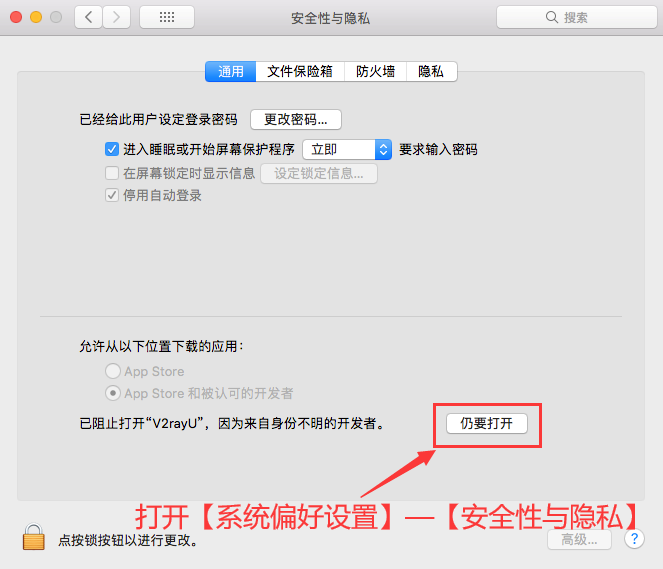 安全性与隐私
搜索
通用 文件保险箱 防火墙 隐私
已经给此用户设定登录密码 更改密码...
进入睡眠或开始屏幕保护程序 立即 要求输入密码
在屏幕锁定时显示信息 设定锁定信息...
停用自动登录
允许从以下位置下载的应用：
App Store
App Store 和被认可的开发者
已阻止打开“V2rayU”，因为来自身份不明的开发者。 仍要打开
打开【系统偏好设置】—【安全性与隐私】
点按锁按钮以进行更改。 高级... ?